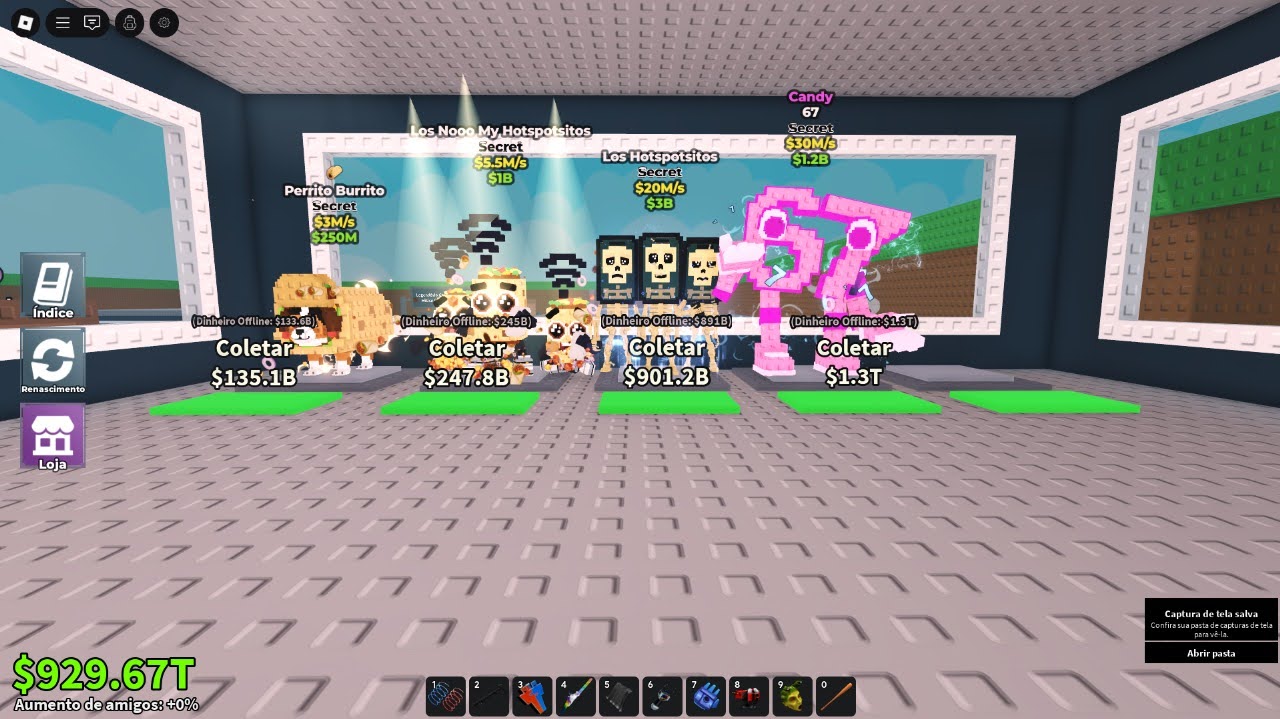 Candy
67
Secret
$30M/s
$1.2B
Los Nooo My Hotspotsitos
Secret
$5.5M/s
$1B
Los Hotspotsitos
Secret
$20M/s
$3B
Perrito Burrito
Secret
$3M/s
$250M
Índice
Renascimento
Loja
(Dinheiro Offline: $133.6B)
Coletar
$135.1B
(Dinheiro Offline: $245B)
Coletar
$247.8B
(Dinheiro Offline: $891B)
Coletar
$901.2B
(Dinheiro Offline: $1.3T)
Coletar
$1.3T
Captura de tela salva
Confira sua pasta de capturas de tela
para vê-la.
Abrir pasta
$929.67T
Aumento de amigos: +0%
1 2 3 4 5 6 7 8 9 0